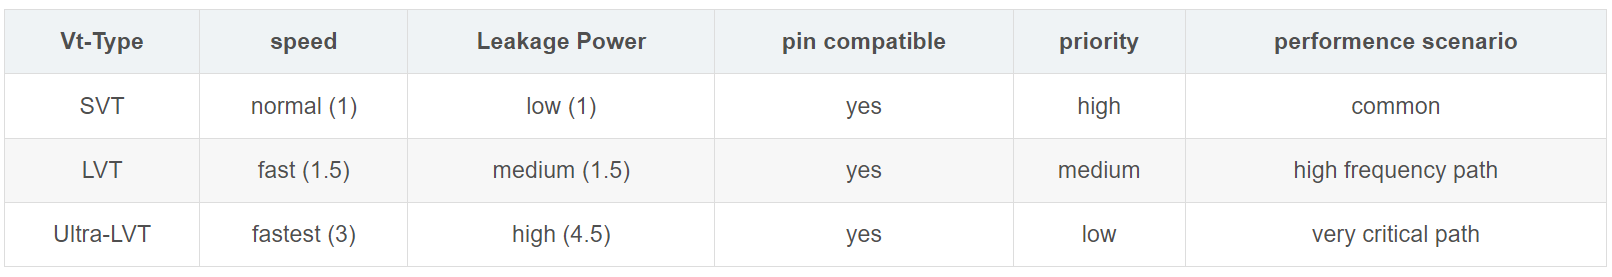 Vt-Type speed Leakage Power pin compatible priority performence scenario
SVT normal (1) low (1) yes high common
LVT fast (1.5) medium (1.5) yes medium high frequency path
Ultra-LVT fastest (3) high (4.5) yes low very critical path